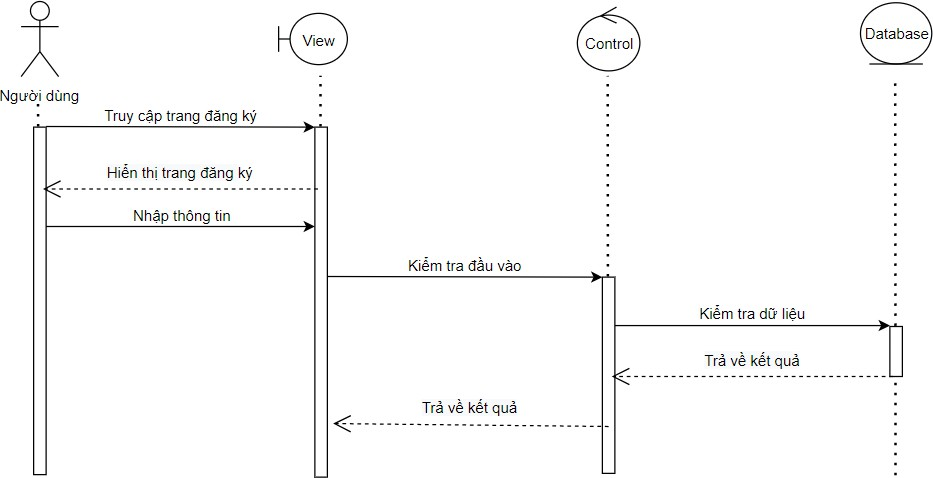 View
Control
Database
Người dùng
Truy cập trang đăng ký
Hiển thị trang đăng ký
Nhập thông tin
Kiểm tra đầu vào
Kiểm tra dữ liệu
Trả về kết quả
Trả về kết quả